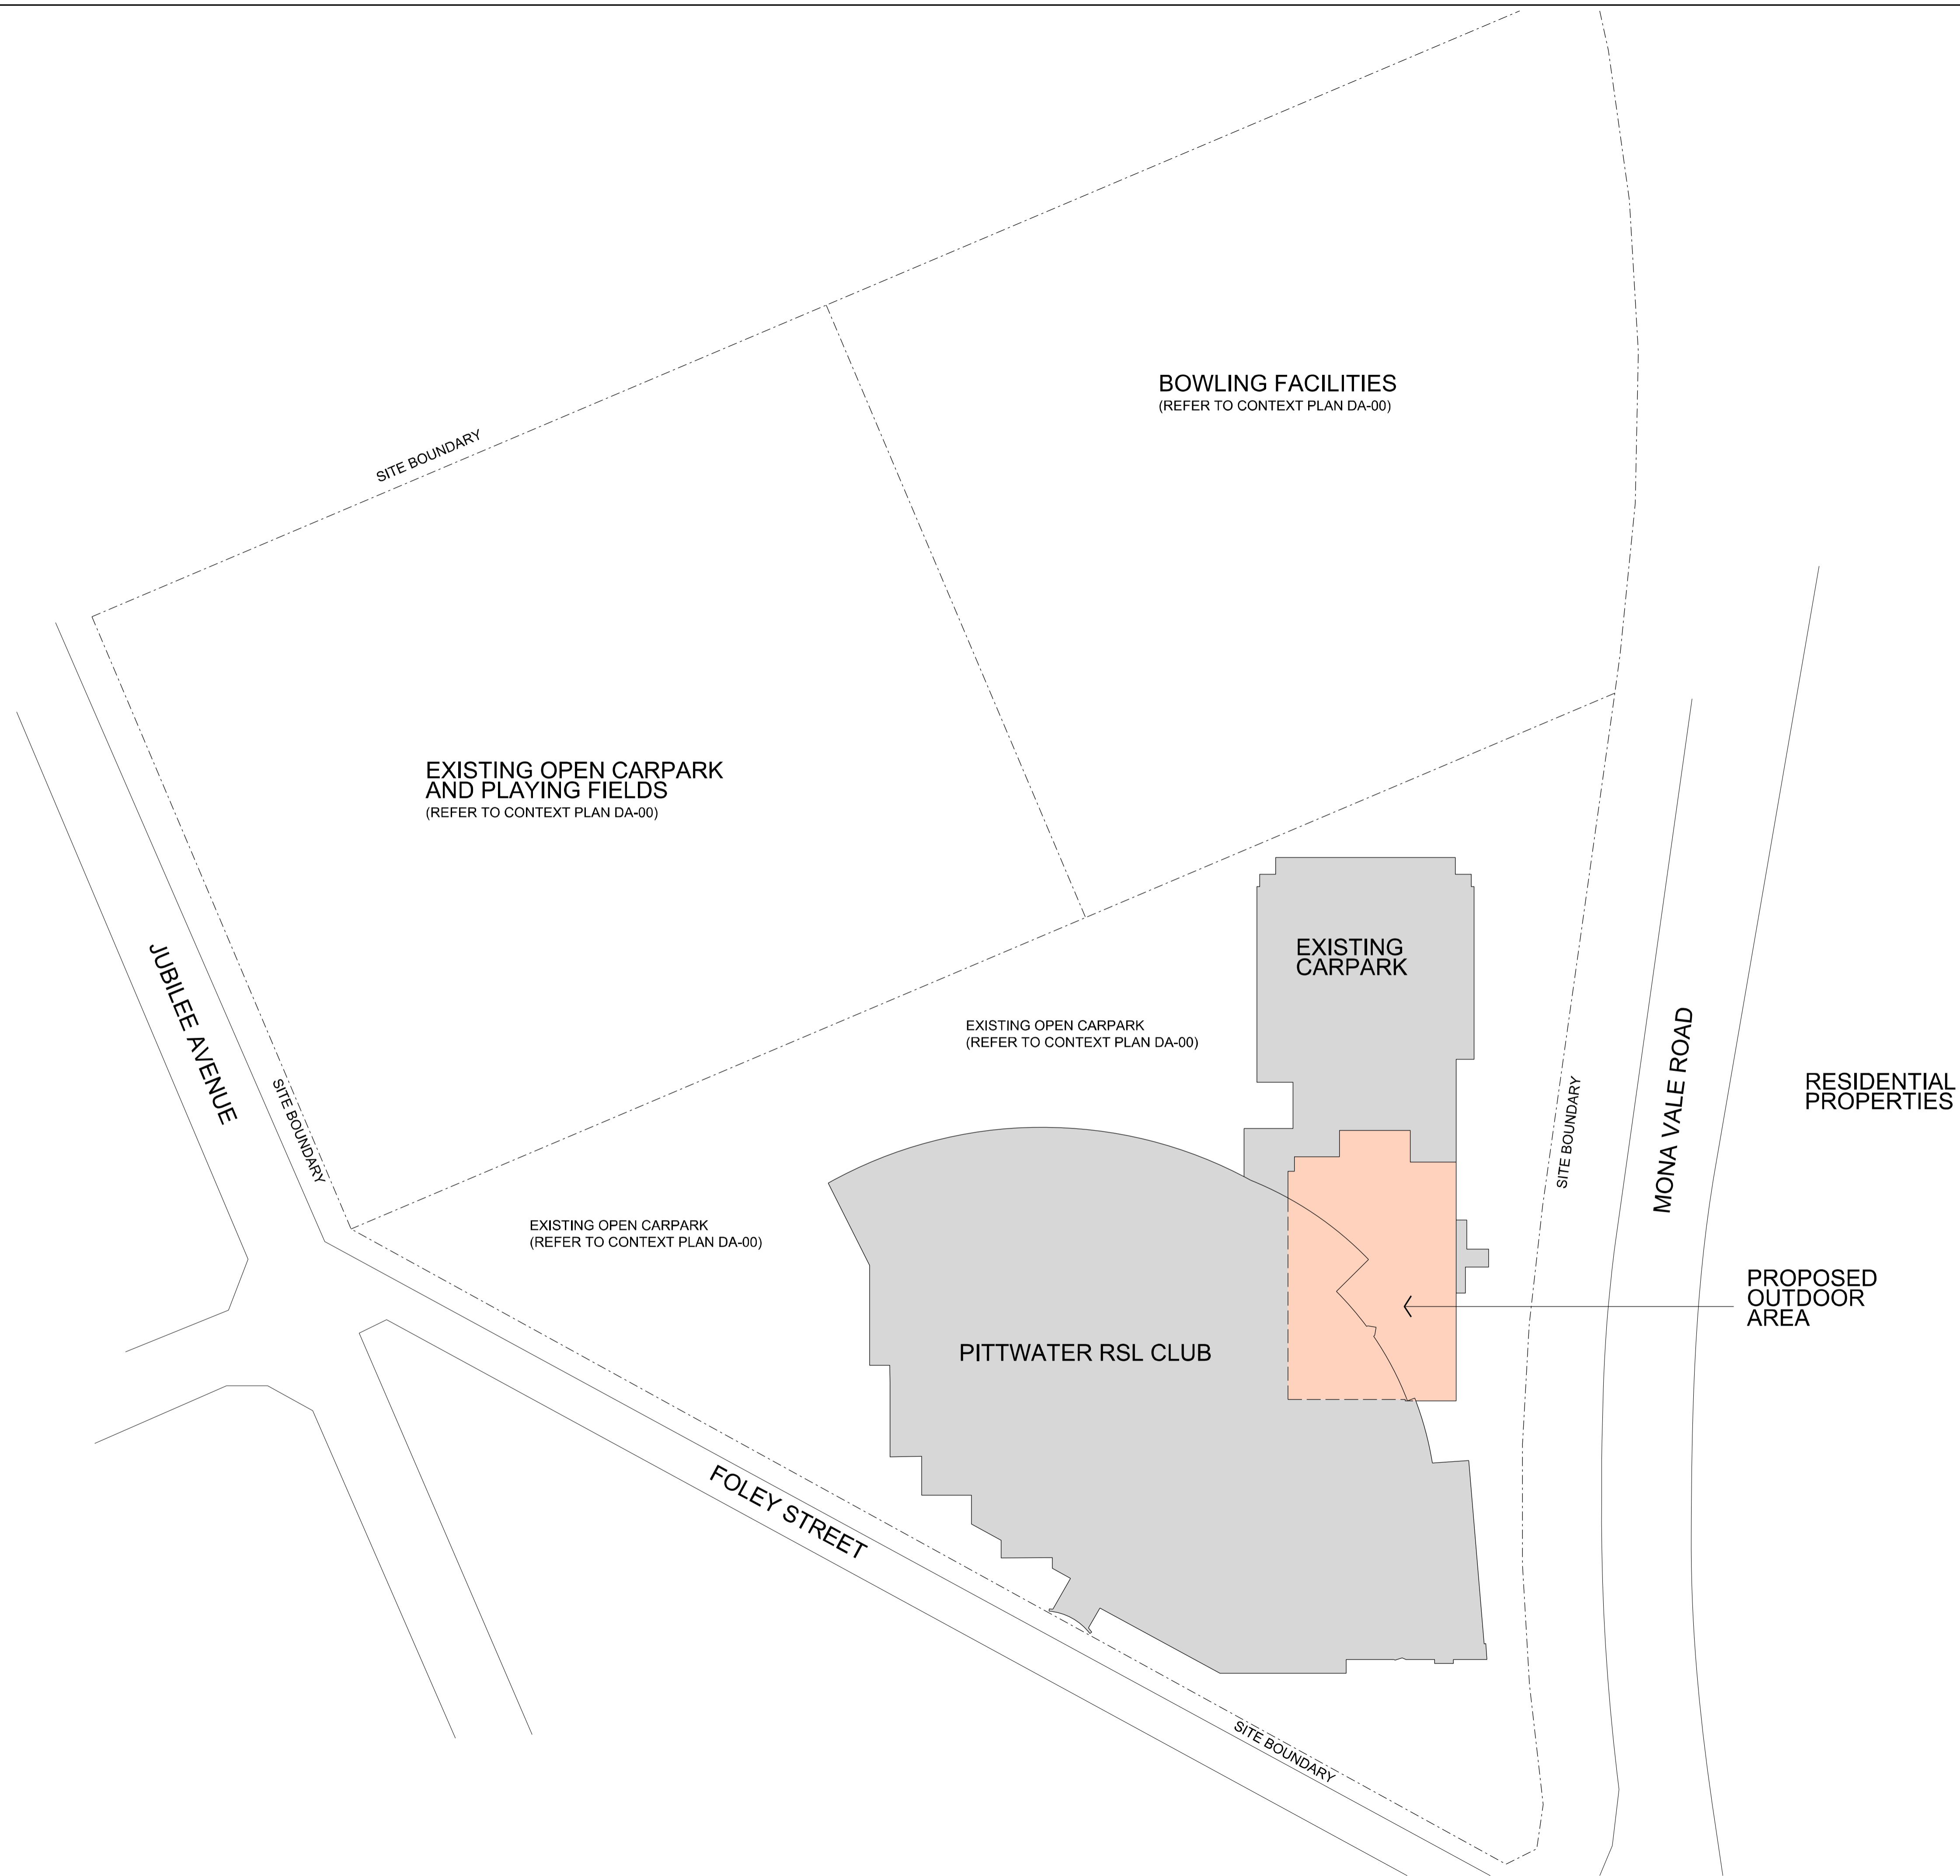 BOWLING FACILITIES
(REFER TO CONTEXT PLAN DA-00)
SITE BOUNDARY
EXISTING OPEN CARPARK
AND PLAYING FIELDS
(REFER TO CONTEXT PLAN DA-00)
EXISTING
CARPARK
JUBILEE AVENUE
SITE BOUNDARY
EXISTING OPEN CARPARK
(REFER TO CONTEXT PLAN DA-00)
SITE BOUNDARY
MONA VALE ROAD
RESIDENTIAL
PROPERTIES
EXISTING OPEN CARPARK
(REFER TO CONTEXT PLAN DA-00)
PROPOSED
OUTDOOR
AREA
PITTWATER RSL CLUB
FOLEY STREET
SITE BOUNDARY